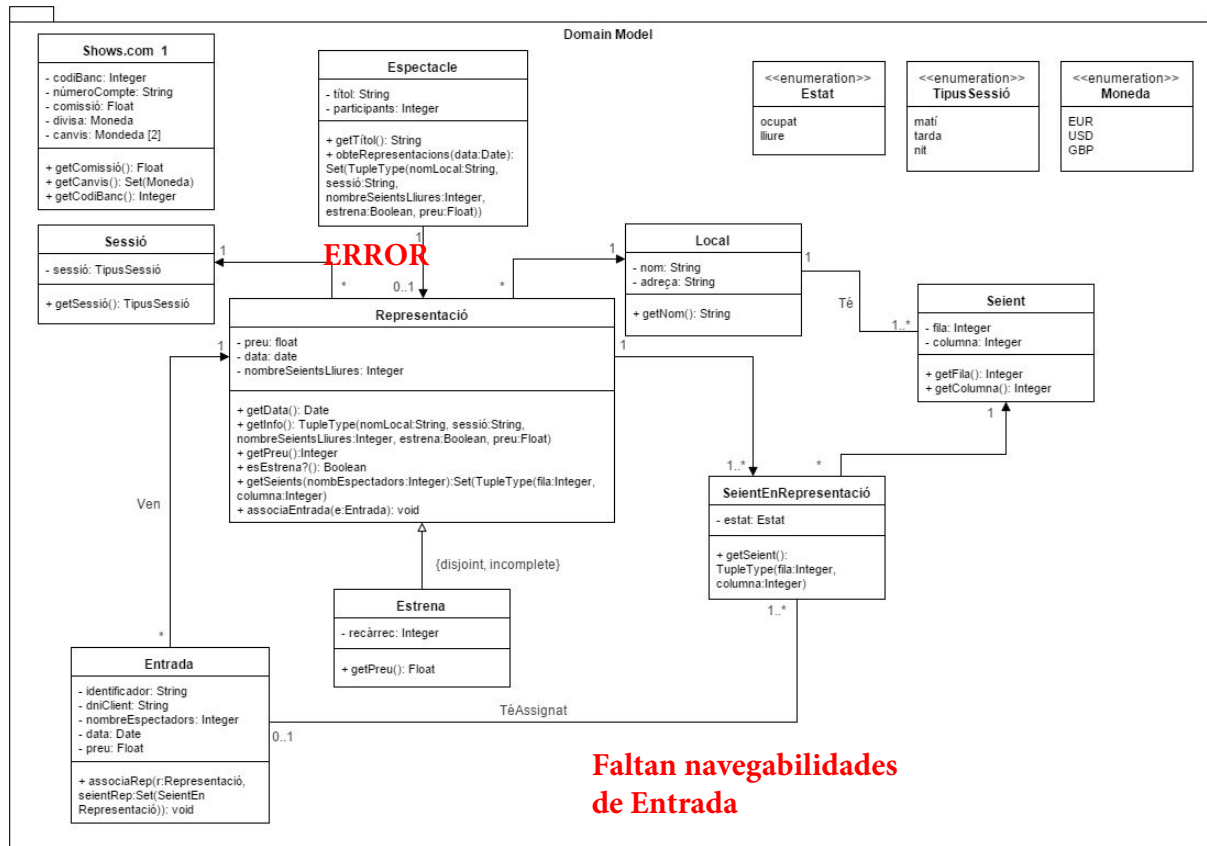 Domain Model
Shows.com 1
- codiBanc: Integer
- númeroCompte: String
- comissió: Float
- divisa: Moneda
- canvis: Mondeda [2]
+ getComissió(): Float
+ getCanvis(): Set(Moneda)
+ getCodiBanc(): Integer
Espectacle
- títol: String
- participants: Integer
+ getTítol(): String
+ obteRepresentacions(data:Date):
Set(TupleType(nomLocal:String,
sessió:String,
nombreSeientsLliures:Integer,
estrena:Boolean, preu:Float))
<<enumeration>>
Estat
ocupat
lliure
<<enumeration>>
TipusSessió
matí
tarda
nit
<<enumeration>>
Moneda
EUR
USD
GBP
Sessió
- sessió: TipusSessió
+ getSessió(): TipusSessió
1
*
1
ERROR
0..1
*
1
Local
- nom: String
- adreça: String
+ getNom(): String
1
Té
1..*
Seient
- fila: Integer
- columna: Integer
+ getFila(): Integer
+ getColumna(): Integer
1
*
Representació
- preu: float
- data: date
- nombreSeientsLliures: Integer
+ getData(): Date
+ getInfo(): TupleType(nomLocal:String, sessió:String,
nombreSeientsLliures:Integer, estrena:Boolean, preu:Float)
+ getPreu():Integer
+ esEstrena?(): Boolean
+ getSeients(nombEspectadors:Integer):Set(TupleType(fila:Integer,
columna:Integer)
+ associaEntrada(e:Entrada): void
1
1..*
SeientEnRepresentació
- estat: Estat
+ getSeient():
TupleType(fila:Integer,
columna:Integer)
1..*
1
Ven
*
{disjoint, incomplete}
Estrena
- recàrrec: Integer
+ getPreu(): Float
Entrada
- identificador: String
- dniClient: String
- nombreEspectadors: Integer
- data: Date
- preu: Float
+ associaRep(r:Representació,
seientRep:Set(SeientEn
Representació)): void
TéAssignat
0..1
Faltan navegabilidades
de Entrada